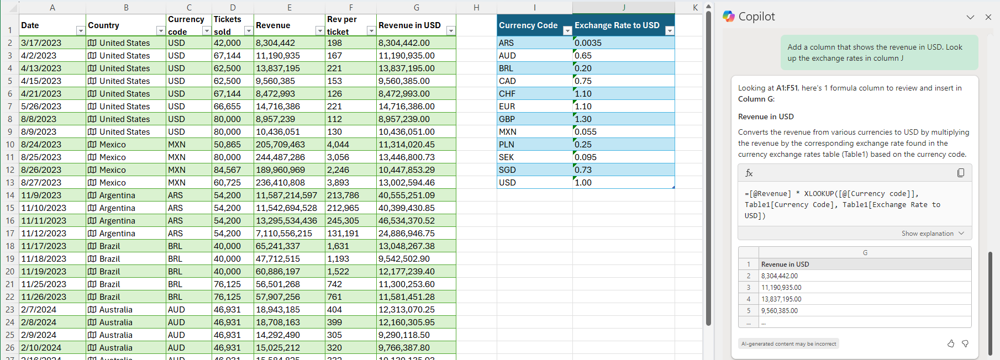 A B C D E F G H I J K
1 Date Country Currency code Tickets sold Revenue Rev per ticket Revenue in USD Currency Code Exchange Rate to USD
2 3/17/2023 United States USD 42,000 8,304,442 198 8,304,442.00 ARS 0.0035
3 4/2/2023 United States USD 67,144 11,190,935 167 11,190,935.00 AUD 0.65
4 4/13/2023 United States USD 62,500 13,837,195 221 13,837,195.00 BRL 0.20
5 4/15/2023 United States USD 62,500 9,560,385 153 9,560,385.00 CAD 0.75
6 4/21/2023 United States USD 67,144 8,472,993 126 8,472,993.00 CHF 1.10
7 5/26/2023 United States USD 66,655 14,716,386 221 14,716,386.00 EUR 1.10
8 8/8/2023 United States USD 80,000 8,957,239 112 8,957,239.00 GBP 1.30
9 8/9/2023 United States USD 80,000 10,436,051 130 10,436,051.00 MXN 0.055
10 8/24/2023 Mexico MXN 50,865 205,709,463 4,044 11,314,020.45 PLN 0.25
11 8/25/2023 Mexico MXN 80,000 244,487,286 3,056 13,446,800.73 SEK 0.095
12 8/26/2023 Mexico MXN 84,567 189,960,969 2,246 10,447,853.29 SGD 0.73
13 8/27/2023 Mexico MXN 60,725 236,410,808 3,893 13,002,594.46 USD 1.00
14 11/9/2023 Argentina ARS 54,200 11,587,214,597 213,786 40,555,251.09
15 11/10/2023 Argentina ARS 54,200 11,542,694,528 212,965 40,399,430.85
16 11/11/2023 Argentina ARS 54,200 13,295,534,436 245,305 46,534,370.52
17 11/12/2023 Argentina ARS 54,200 7,110,556,215 131,191 24,886,946.75
18 11/17/2023 Brazil BRL 40,000 65,241,337 1,631 13,048,267.38
19 11/18/2023 Brazil BRL 40,000 47,712,515 1,193 9,542,502.90
20 11/19/2023 Brazil BRL 40,000 60,886,197 1,522 12,177,239.40
21 11/25/2023 Brazil BRL 76,125 56,501,268 742 11,300,253.60
22 11/26/2023 Brazil BRL 76,125 57,907,256 761 11,581,451.28
23 2/7/2024 Australia AUD 46,931 18,943,185 404 12,313,070.25
24 2/8/2024 Australia AUD 46,931 18,708,163 399 12,160,305.95
25 2/9/2024 Australia AUD 46,931 14,292,490 305 9,290,118.50
26 2/10/2024 Australia AUD 46,931 15,025,212 320 9,766,387.80
Copilot
Add a column that shows the revenue in USD. Look
up the exchange rates in column J
Looking at A1:F51, here's 1 formula column to review and insert in
Column G:
Revenue in USD
Converts the revenue from various currencies to USD by multiplying
the revenue by the corresponding exchange rate found in the
currency exchange rates table (Table1) based on the currency code.
fx
=[@Revenue] * XLOOKUP([@[Currency code]],
Table1[Currency Code], Table1[Exchange Rate to
USD])
Show explanation
G
1 Revenue in USD
2 8,304,442.00
3 11,190,935.00
4 13,837,195.00
5 9,560,385.00
... ...
AI-generated content may be incorrect